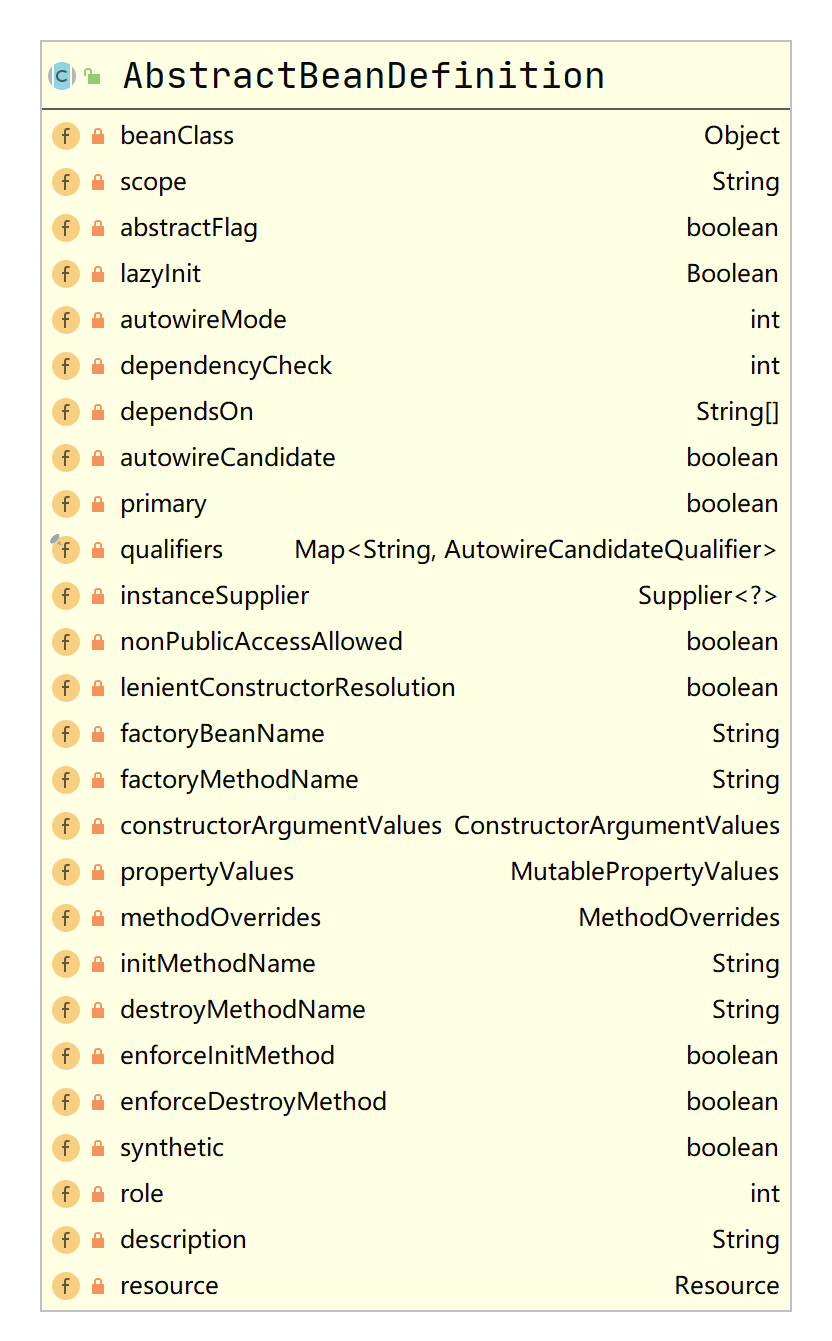 AbstractBeanDefinition
beanClass Object
scope String
abstractFlag boolean
lazyInit Boolean
autowireMode int
dependencyCheck int
dependsOn String[]
autowireCandidate boolean
primary boolean
qualifiers Map<String, AutowireCandidateQualifier>
instanceSupplier Supplier<?>
nonPublicAccessAllowed boolean
lenientConstructorResolution boolean
factoryBeanName String
factoryMethodName String
constructorArgumentValues ConstructorArgumentValues
propertyValues MutablePropertyValues
methodOverrides MethodOverrides
initMethodName String
destroyMethodName String
enforceInitMethod boolean
enforceDestroyMethod boolean
synthetic boolean
role int
description String
resource Resource